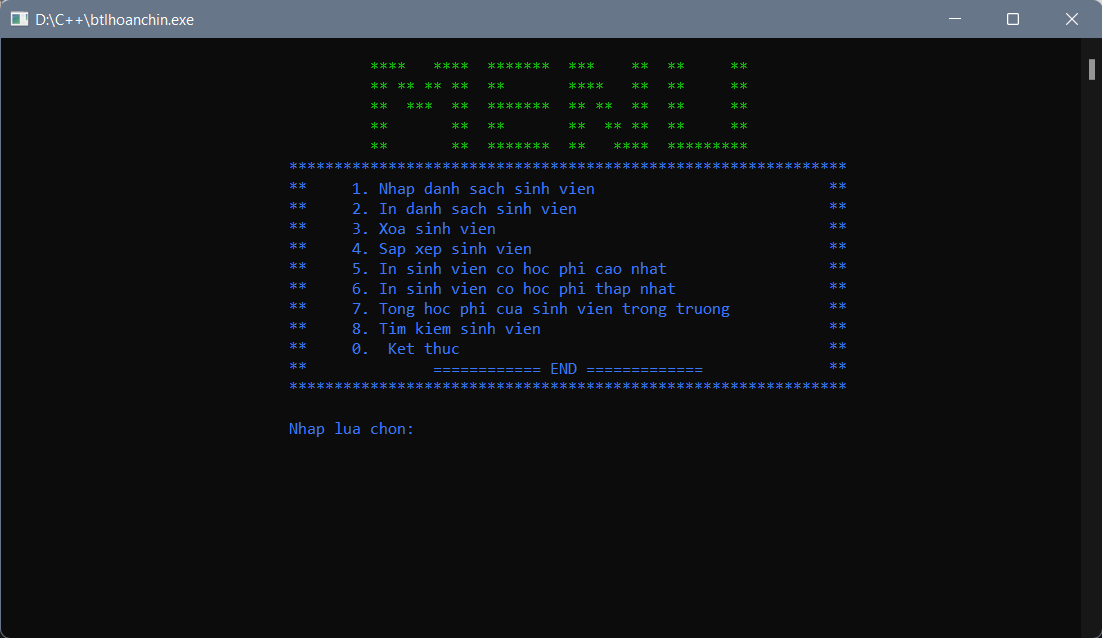 D:\C++\btlhoanchin.exe
****   ****  *******  ***    **  **     **
** ** ** **  **       ****   **  **     **
**  ***  **  *******  ** **  **  **     **
**       **  **       **  ** **  **     **
**       **  *******  **   ****  *********
**************************************************************
**     1. Nhap danh sach sinh vien                          **
**     2. In danh sach sinh vien                            **
**     3. Xoa sinh vien                                     **
**     4. Sap xep sinh vien                                 **
**     5. In sinh vien co hoc phi cao nhat                  **
**     6. In sinh vien co hoc phi thap nhat                 **
**     7. Tong hoc phi cua sinh vien trong truong           **
**     8. Tim kiem sinh vien                                **
**     0.  Ket thuc                                         **
**              ============ END =============              **
**************************************************************
Nhap lua chon: